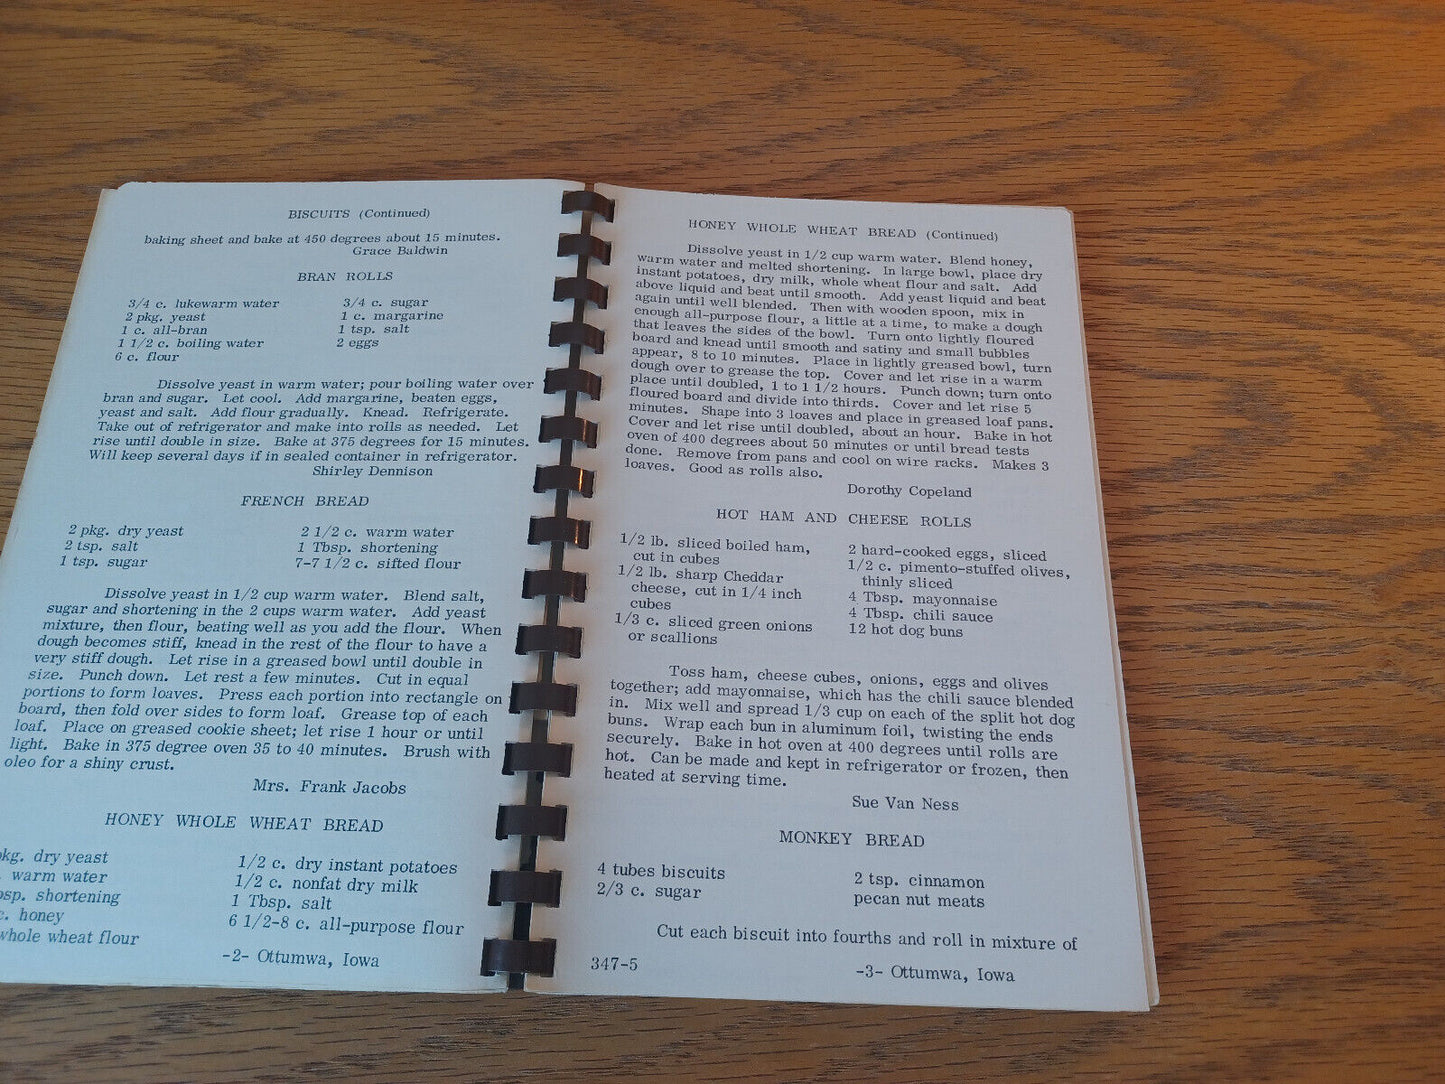 BISCUITS (Continued)
baking sheet and bake at 450 degrees about 15 minutes.
Grace Baldwin
BRAN ROLLS
3/4 c. lukewarm water
2 pkg. yeast
1 c. all-bran
1 1/2 c. boiling water
6 c. flour
3/4 c. sugar
1 c. margarine
1 tsp. salt
2 eggs
Dissolve yeast in warm water; pour boiling water over
bran and sugar. Let cool. Add margarine, beaten eggs,
yeast and salt. Add flour gradually. Knead. Refrigerate.
Take out of refrigerator and make into rolls as needed. Let
rise until double in size. Bake at 375 degrees for 15 minutes.
Will keep several days if in sealed container in refrigerator.
Shirley Dennison
FRENCH BREAD
2 pkg. dry yeast
2 tsp. salt
1 tsp. sugar
2 1/2 c. warm water
1 Tbsp. shortening
7-7 1/2 c. sifted flour
Dissolve yeast in 1/2 cup warm water. Blend salt,
sugar and shortening in the 2 cups warm water. Add yeast
mixture, then flour, beating well as you add the flour. When
dough becomes stiff, knead in the rest of the flour to have a
very stiff dough. Let rise in a greased bowl until double in
size. Punch down. Let rest a few minutes. Cut in equal
portions to form loaves. Press each portion into rectangle on
board, then fold over sides to form loaf. Grease top of each
loaf. Place on greased cookie sheet; let rise 1 hour or until
light. Bake in 375 degree oven 35 to 40 minutes. Brush with
oleo for a shiny crust.
Mrs. Frank Jacobs
HONEY WHOLE WHEAT BREAD
dry yeast
warm water
shortening
honey
whole wheat flour
1/2 c. dry instant potatoes
1/2 c. nonfat dry milk
1 Tbsp. salt
6 1/2-8 c. all-purpose flour
-2- Ottumwa, Iowa
HONEY WHOLE WHEAT BREAD (Continued)
Dissolve yeast in 1/2 cup warm water. Blend honey,
warm water and melted shortening. In large bowl, place dry
instant potatoes, dry milk, whole wheat flour and salt. Add
above liquid and beat until smooth. Add yeast liquid and beat
again until well blended. Then with wooden spoon, mix in
enough all-purpose flour, a little at a time, to make a dough
that leaves the sides of the bowl. Turn onto lightly floured
board and knead until smooth and satiny and small bubbles
appear, 8 to 10 minutes. Place in lightly greased bowl, turn
dough over to grease the top. Cover and let rise in a warm
place until doubled, 1 to 1 1/2 hours. Punch down; turn onto
floured board and divide into thirds. Cover and let rise 5
minutes. Shape into 3 loaves and place in greased loaf pans.
Cover and let rise until doubled, about an hour. Bake in hot
oven of 400 degrees about 50 minutes or until bread tests
done. Remove from pans and cool on wire racks. Makes 3
loaves. Good as rolls also.
Dorothy Copeland
HOT HAM AND CHEESE ROLLS
1/2 lb. sliced boiled ham,
cut in cubes
1/2 lb. sharp Cheddar
cheese, cut in 1/4 inch
cubes
1/3 c. sliced green onions
or scallions
2 hard-cooked eggs, sliced
1/2 c. pimento-stuffed olives,
thinly sliced
4 Tbsp. mayonnaise
4 Tbsp. chili sauce
12 hot dog buns
Toss ham, cheese cubes, onions, eggs and olives
together; add mayonnaise, which has the chili sauce blended
in. Mix well and spread 1/3 cup on each of the split hot dog
buns. Wrap each bun in aluminum foil, twisting the ends
securely. Bake in hot oven at 400 degrees until rolls are
hot. Can be made and kept in refrigerator or frozen, then
heated at serving time.
Sue Van Ness
MONKEY BREAD
4 tubes biscuits
2/3 c. sugar
2 tsp. cinnamon
pecan nut meats
Cut each biscuit into fourths and roll in mixture of
347-5
-3- Ottumwa, Iowa